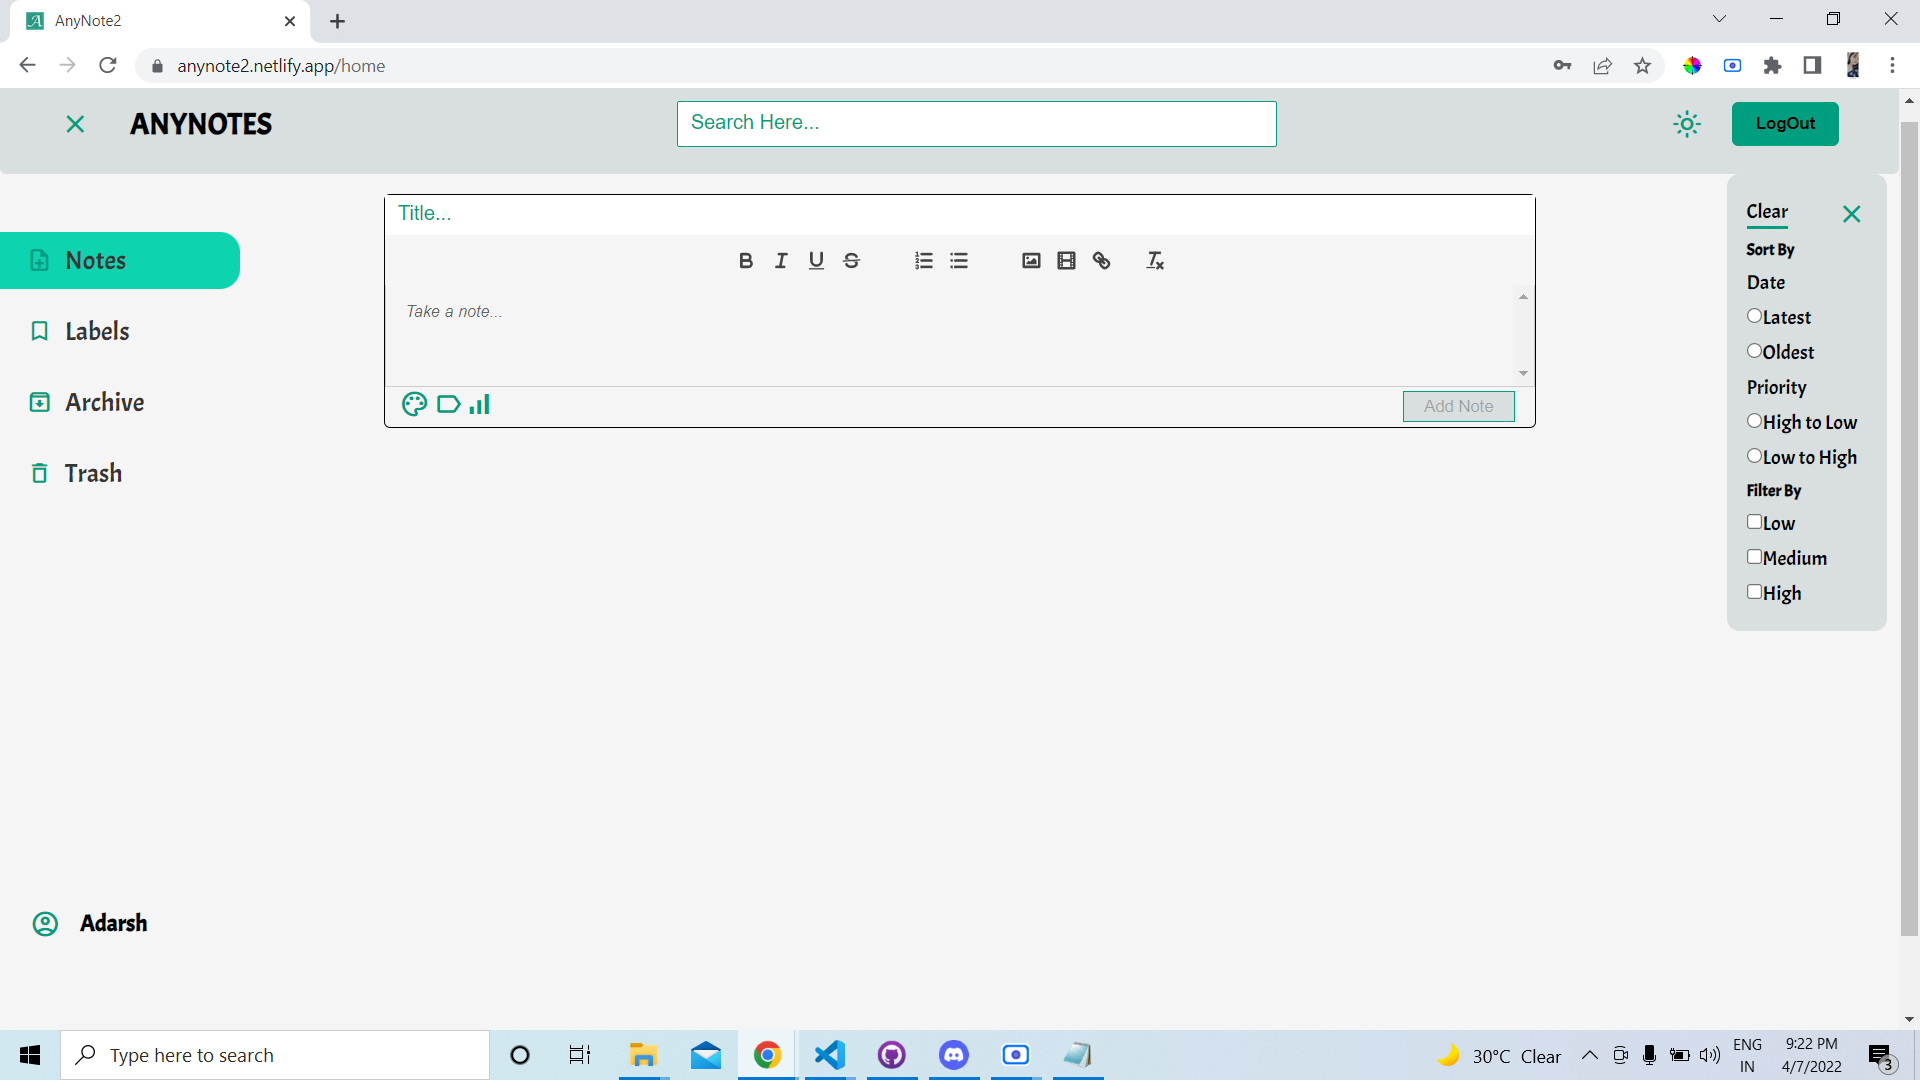 AnyNote2
anynote2.netlify.app/home
ANYNOTES
Search Here...
LogOut
Notes
Labels
Archive
Trash
Adarsh
Title...
Take a note...
Add Note
Clear
Sort By
Date
Latest
Oldest
Priority
High to Low
Low to High
Filter By
Low
Medium
High
Type here to search
30°C Clear
ENG
IN
9:22 PM
4/7/2022
3